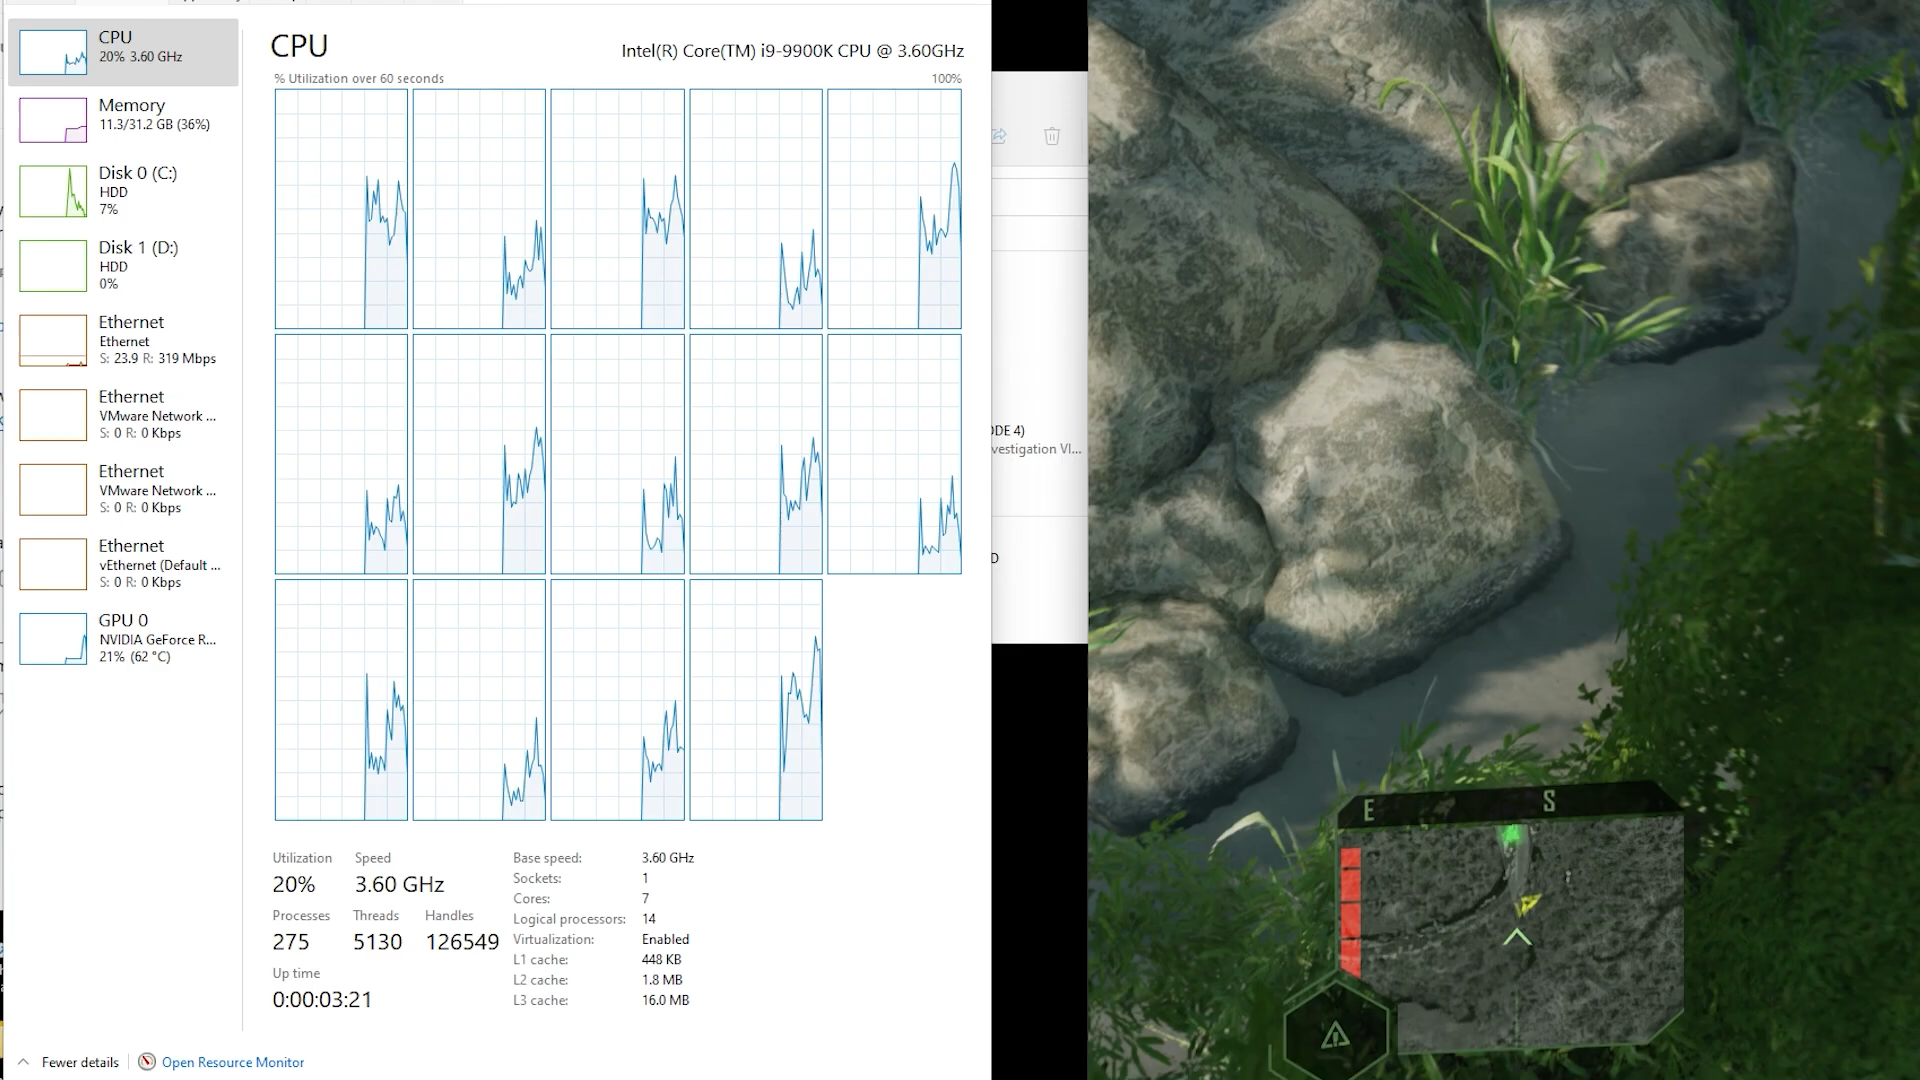 CPU
20% 3.60 GHz
Memory
11.3/31.2 GB (36%)
Disk 0 (C:)
HDD
7%
Disk 1 (D:)
HDD
0%
Ethernet
Ethernet
S: 23.9 R: 319 Mbps
Ethernet
VMware Network ...
S: 0 R: 0 Kbps
Ethernet
VMware Network ...
S: 0 R: 0 Kbps
Ethernet
vEthernet (Default ...
S: 0 R: 0 Kbps
GPU 0
NVIDIA GeForce R...
21% (62 °C)
CPU
Intel(R) Core(TM) i9-9900K CPU @ 3.60GHz
% Utilization over 60 seconds
100%
Utilization
20%
Speed
3.60 GHz
Processes
275
Threads
5130
Handles
126549
Up time
0:00:03:21
Base speed: 3.60 GHz
Sockets: 1
Cores: 7
Logical processors: 14
Virtualization: Enabled
L1 cache: 448 KB
L2 cache: 1.8 MB
L3 cache: 16.0 MB
Fewer details
Open Resource Monitor
DE 4)
vestigation VI...
D
E
S